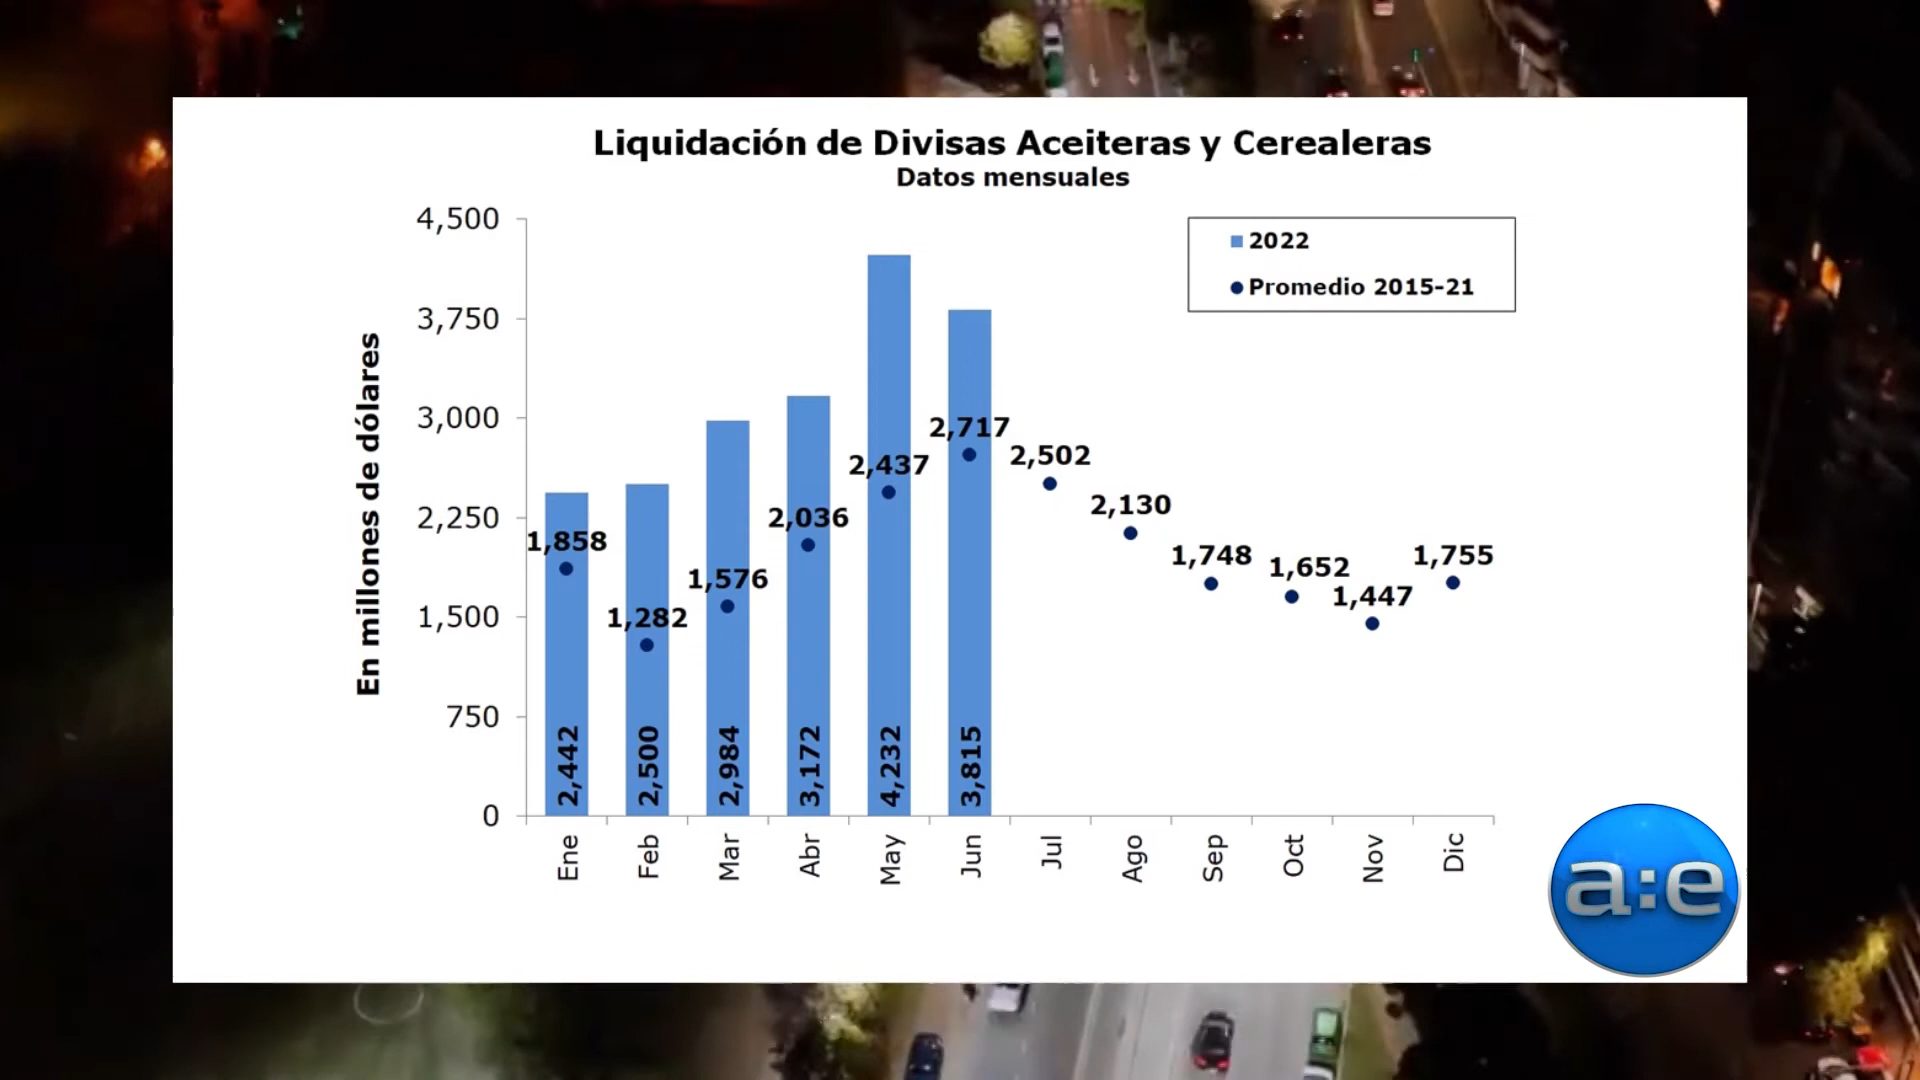 Liquidación de Divisas Aceiteras y Cerealeras
Datos mensuales
En millones de dólares
4,500
3,750
3,000
2,250
1,500
750
0
2022
Promedio 2015-21
1,858
1,282
1,576
2,036
2,437
2,717
2,502
2,130
1,748
1,652
1,447
1,755
2,442
2,500
2,984
3,172
4,232
3,815
Ene
Feb
Mar
Abr
May
Jun
Jul
Ago
Sep
Oct
Nov
Dic
a:e